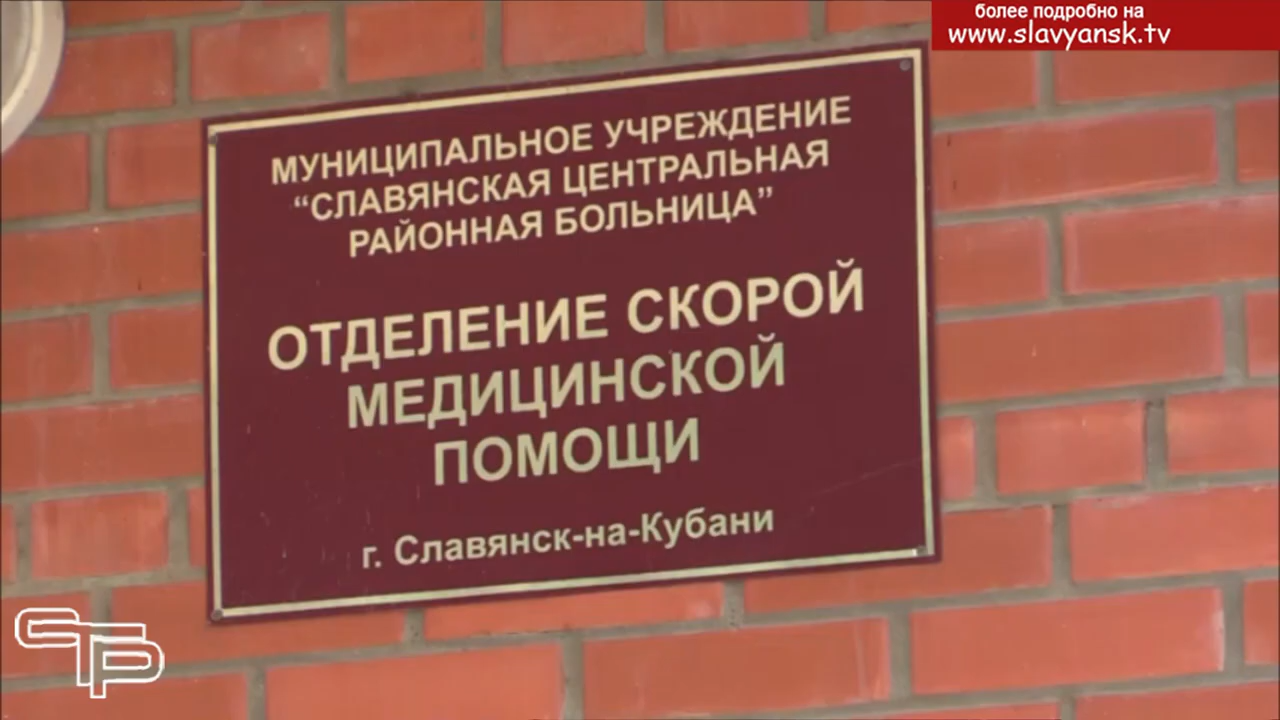 более подробно на
www.slavyansk.tv
МУНИЦИПАЛЬНОЕ УЧРЕЖДЕНИЕ
“СЛАВЯНСКАЯ ЦЕНТРАЛЬНАЯ
РАЙОННАЯ БОЛЬНИЦА”
ОТДЕЛЕНИЕ СКОРОЙ
МЕДИЦИНСКОЙ
ПОМОЩИ
г. Славянск-на-Кубани
СТР